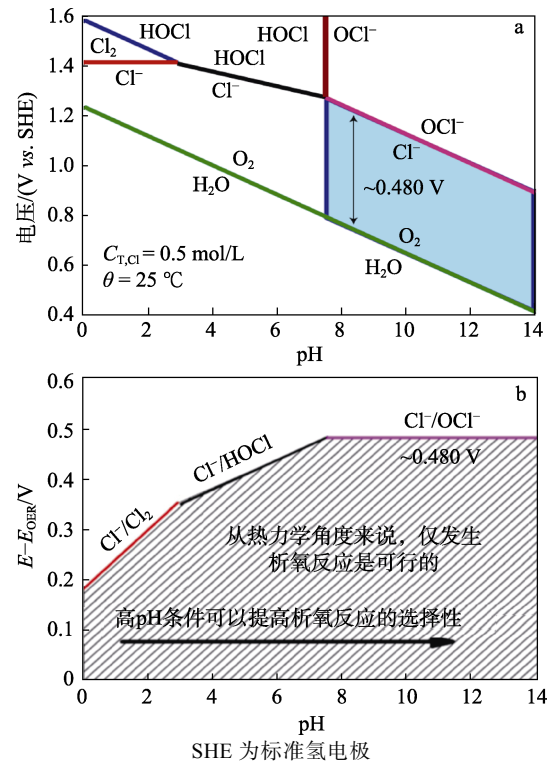 a
HOCl
HOCl
OCl⁻
Cl₂
HOCl
Cl⁻
Cl⁻
OCl⁻
Cl⁻
~0.480 V
O₂
H₂O
O₂
H₂O
C_T,Cl = 0.5 mol/L
θ = 25 ℃
1.6
1.4
1.2
1.0
0.8
0.6
0.4
电压/(V vs. SHE)
0 2 4 6 8 10 12 14
pH
b
Cl⁻/OCl⁻
~0.480 V
Cl⁻/HOCl
Cl⁻/Cl₂
从热力学角度来说，仅发生
析氧反应是可行的
高pH条件可以提高析氧反应的选择性
0.6
0.5
0.4
0.3
0.2
0.1
0
E−E_OER/V
0 2 4 6 8 10 12 14
pH
SHE 为标准氢电极